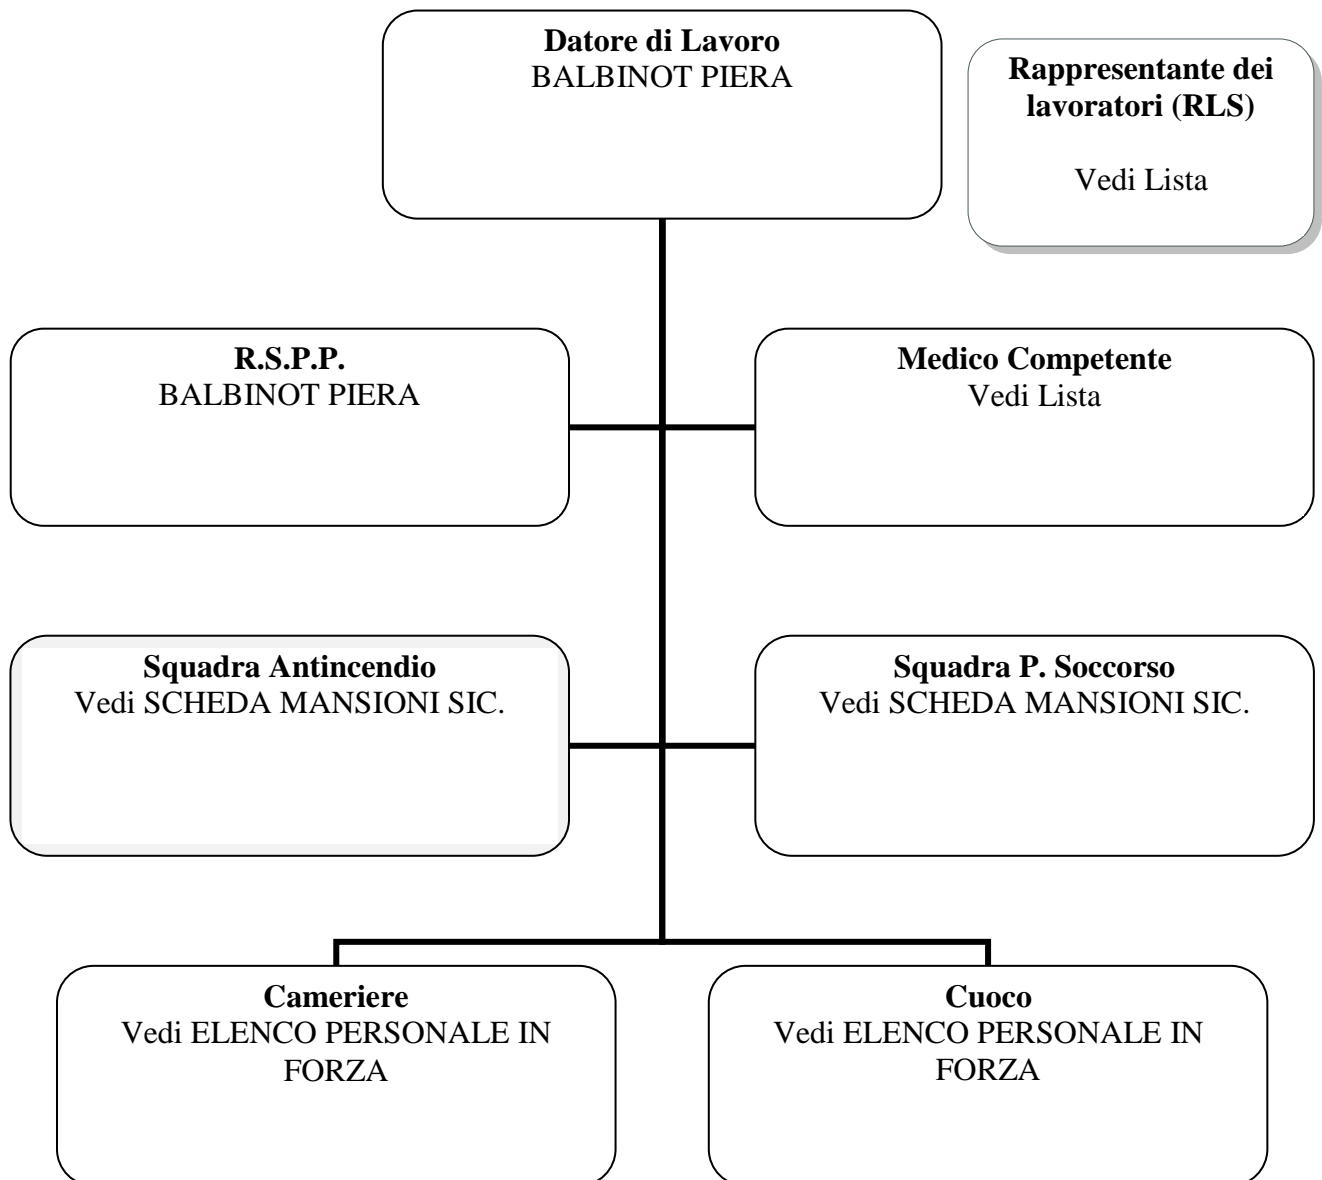 Datore di Lavoro
BALBINOT PIERA
Rappresentante dei
lavoratori (RLS)
Vedi Lista
R.S.P.P.
BALBINOT PIERA
Medico Competente
Vedi Lista
Squadra Antincendio
Vedi SCHEDA MANSIONI SIC.
Squadra P. Soccorso
Vedi SCHEDA MANSIONI SIC.
Cameriere
Vedi ELENCO PERSONALE IN
FORZA
Cuoco
Vedi ELENCO PERSONALE IN
FORZA